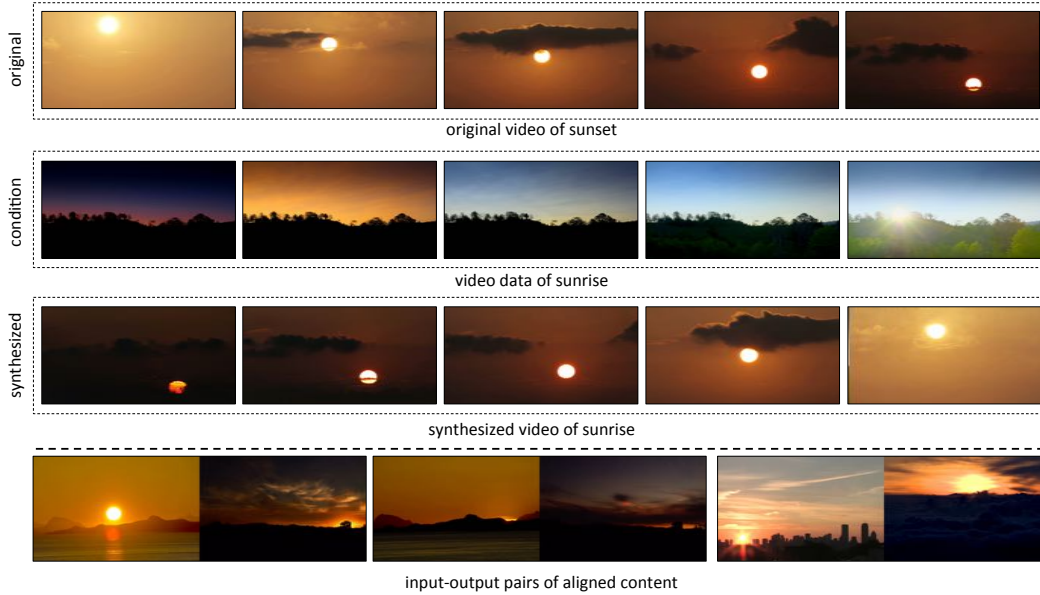 original
original video of sunset
condition
video data of sunrise
synthesized
synthesized video of sunrise
input-output pairs of aligned content